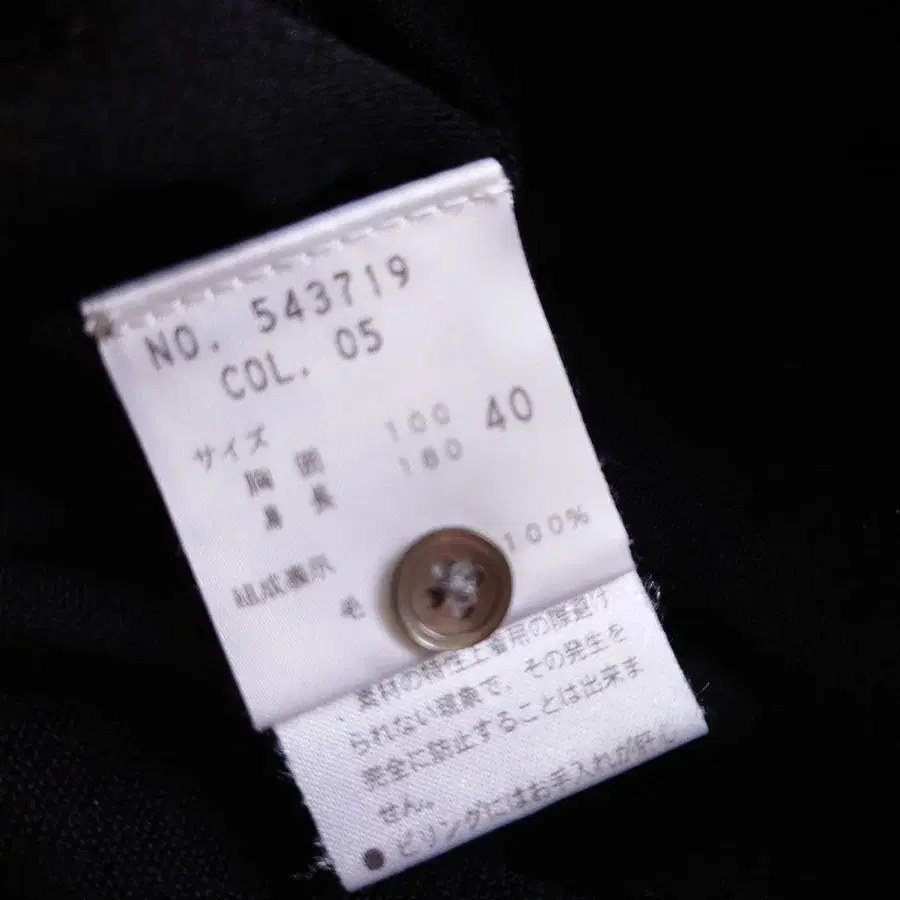 NO. 543719
COL. 05
サイズ 40
胸囲 100
身長 180
組成表示
毛 100%
、素材の特性上着用の際避け
られない現象で、その発生を
完全に防止することは出来ま
せん。
●ピリングにはお手入れが